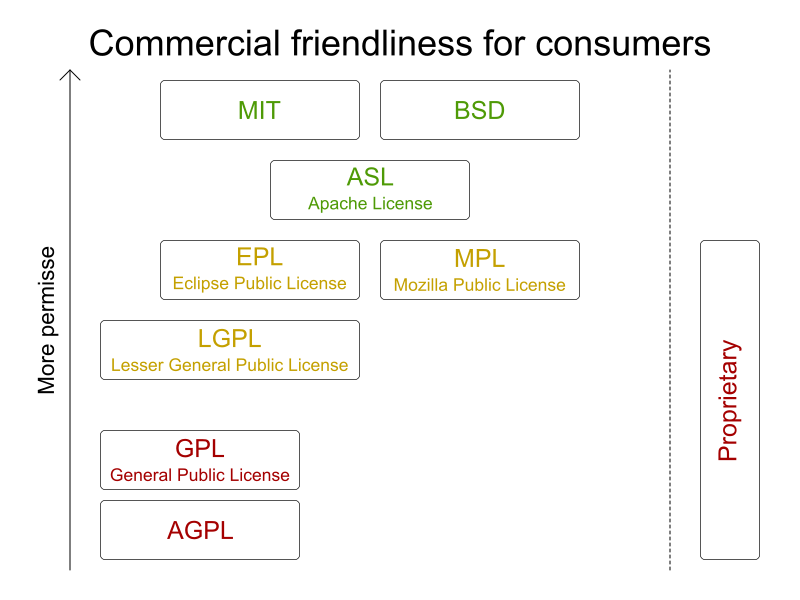 Commercial friendliness for consumers
More permisse
MIT
BSD
ASL
Apache License
EPL
Eclipse Public License
MPL
Mozilla Public License
LGPL
Lesser General Public License
GPL
General Public License
AGPL
Proprietary